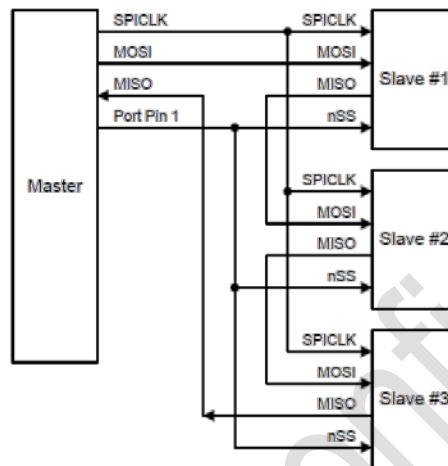 SPICLK SPICLK
MOSI MOSI
MISO MISO
Slave #1
Port Pin 1 nSS
Master
SPICLK
MOSI
Slave #2
MISO
nSS
SPICLK
MOSI
Slave #3
MISO
nSS